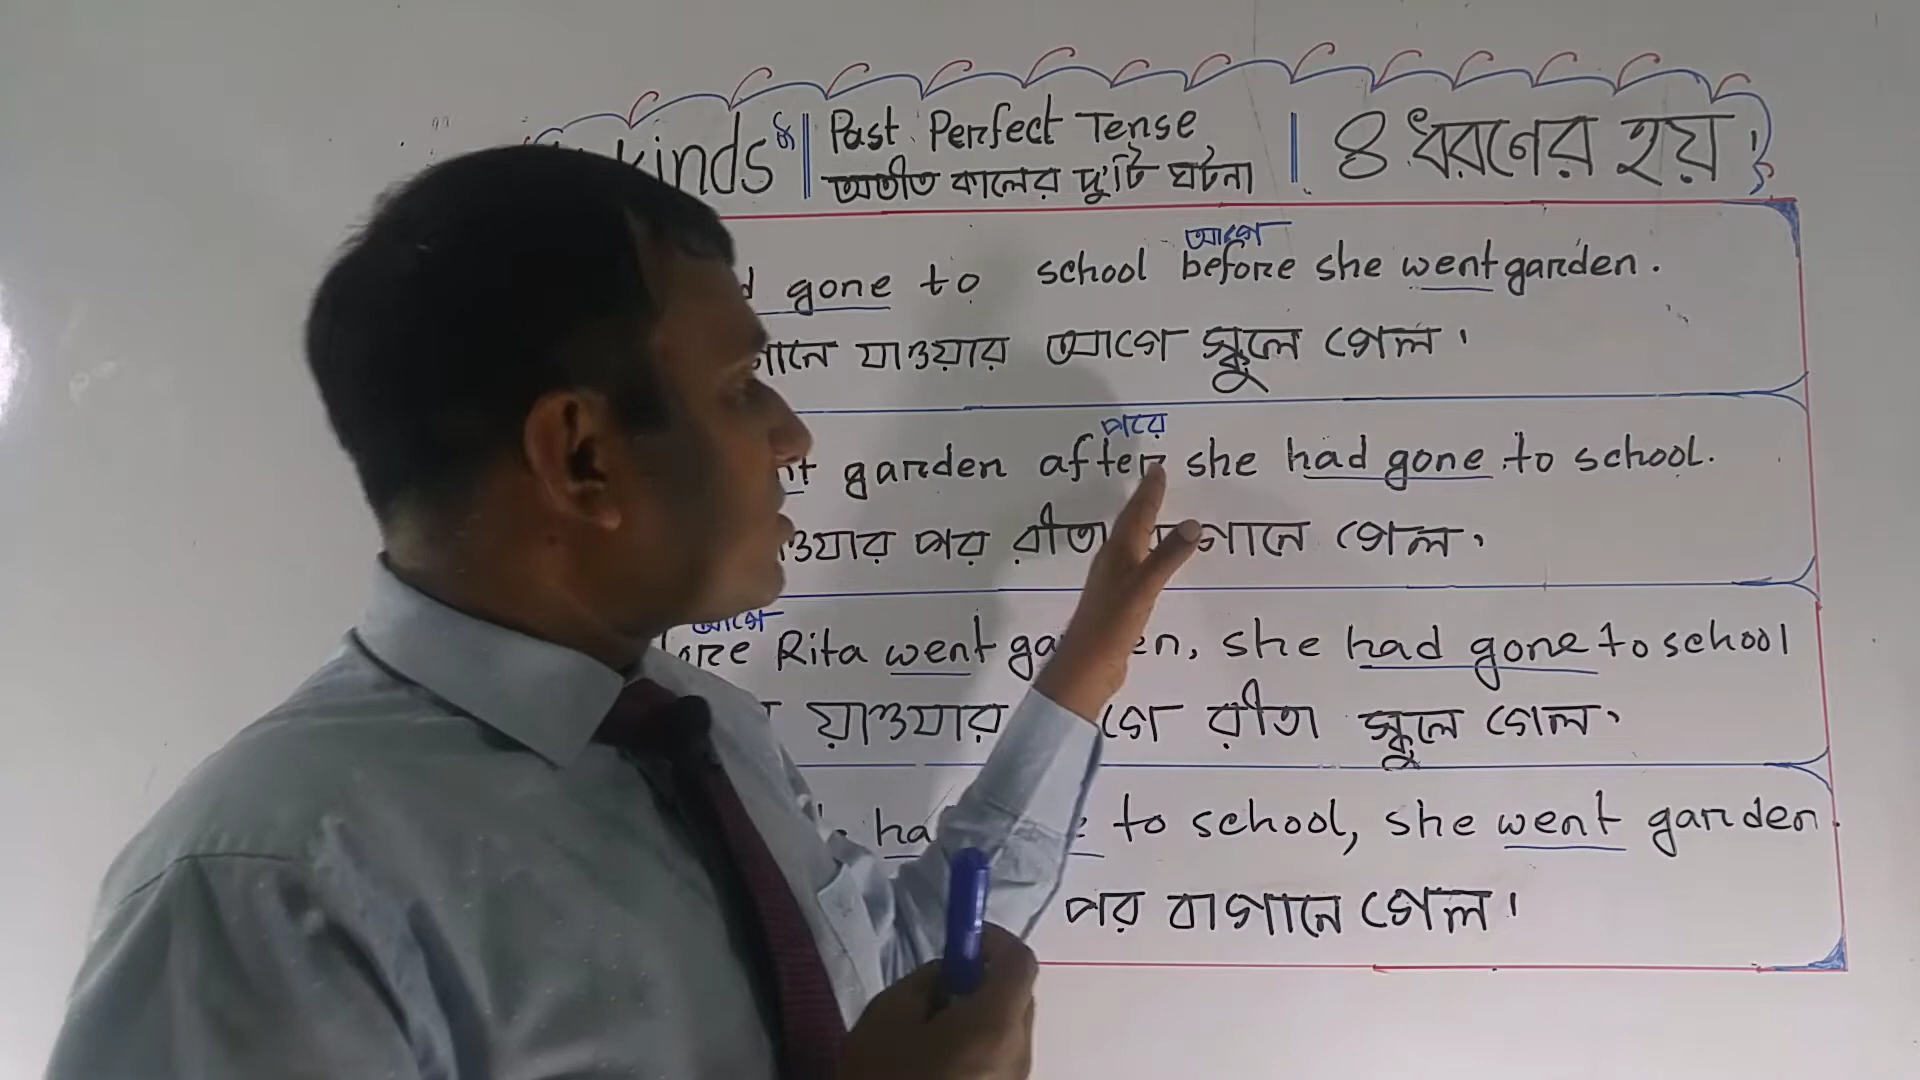 kinds
Past Perfect Tense
অতীত কালের দু'টি ঘটনা
৪ ধরনের হয়।
আগে
gone to school before she went garden.
যাওয়ার আগে স্কুলে গেল।
পরে
garden after she had gone to school.
পর রীতা গেল।
আগে
Rita went she had gone to school
যাওয়ার রীতা স্কুলে গেল।
to school, she went garden.
পর বাগানে গেল।